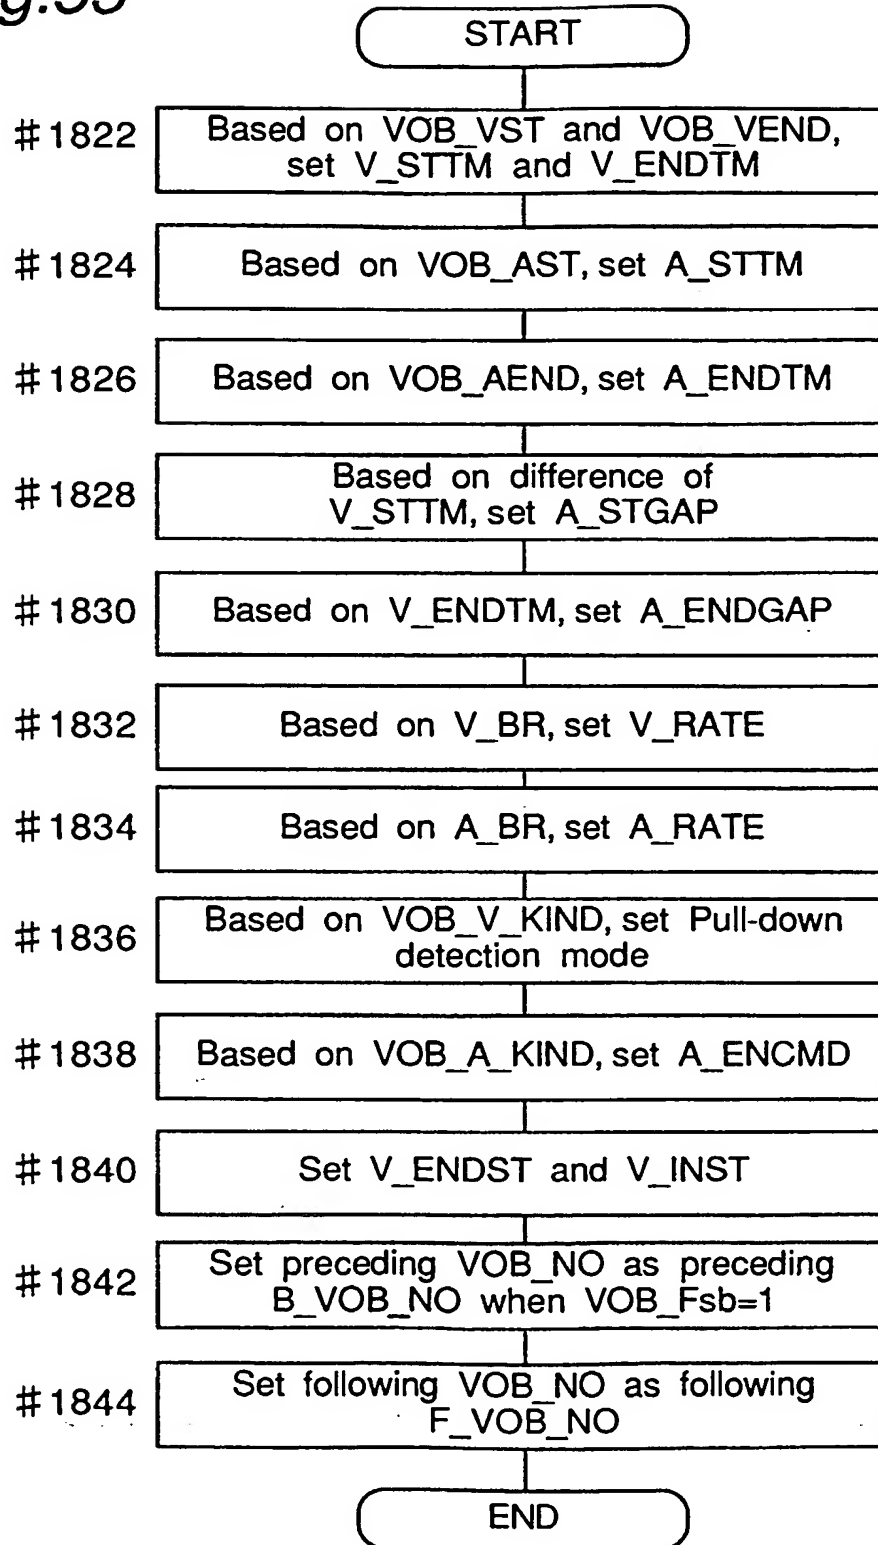 START
#1822
Based on VOB_VST and VOB_VEND,
set V_STTM and V_ENDTM
#1824
Based on VOB_AST, set A_STTM
#1826
Based on VOB_AEND, set A_ENDTM
#1828
Based on difference of
V_STTM, set A_STGAP
#1830
Based on V_ENDTM, set A_ENDGAP
#1832
Based on V_BR, set V_RATE
#1834
Based on A_BR, set A_RATE
#1836
Based on VOB_V_KIND, set Pull-down
detection mode
#1838
Based on VOB_A_KIND, set A_ENCMD
#1840
Set V_ENDST and V_INST
#1842
Set preceding VOB_NO as preceding
B_VOB_NO when VOB_Fsb=1
#1844
Set following VOB_NO as following
F_VOB_NO
END